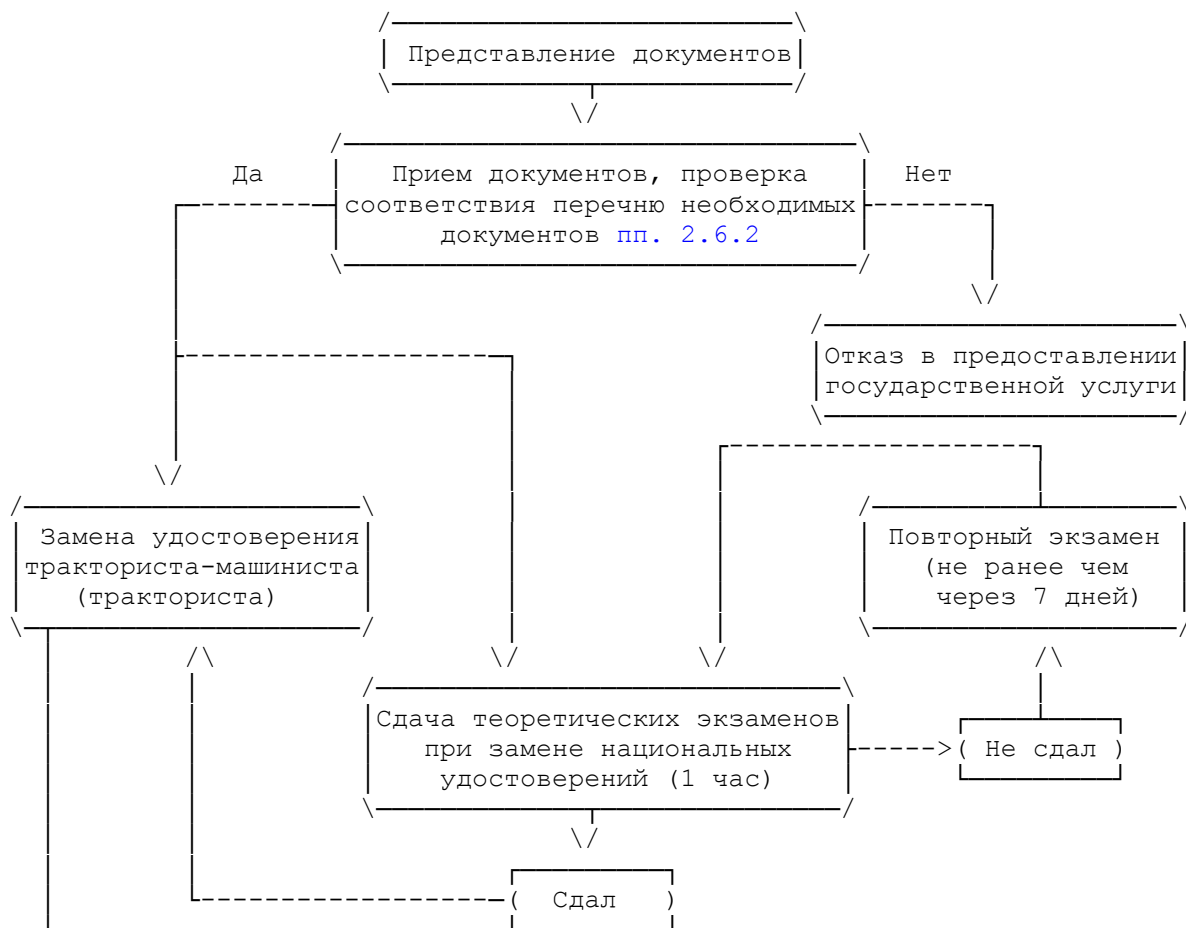 Представление документов
Да
Прием документов, проверка
соответствия перечню необходимых
документов пп. 2.6.2
Нет
Отказ в предоставлении
государственной услуги
Замена удостоверения
тракториста-машиниста
(тракториста)
Повторный экзамен
(не ранее чем
через 7 дней)
Сдача теоретических экзаменов
при замене национальных
удостоверений (1 час)
( Не сдал )
( Сдал )